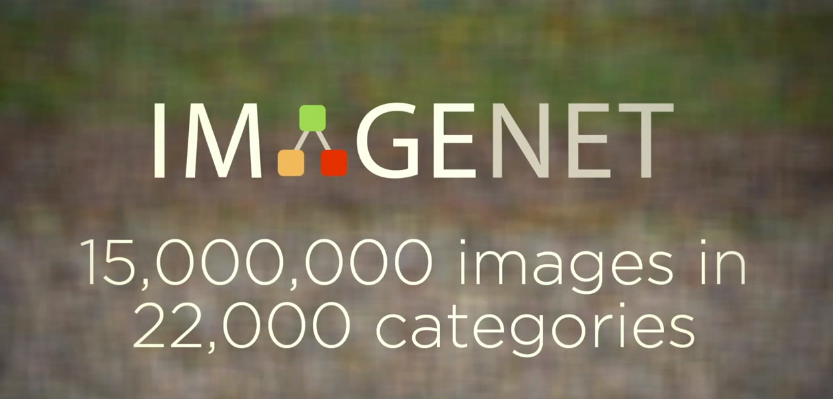 IMAGENET
15,000,000 images in
22,000 categories